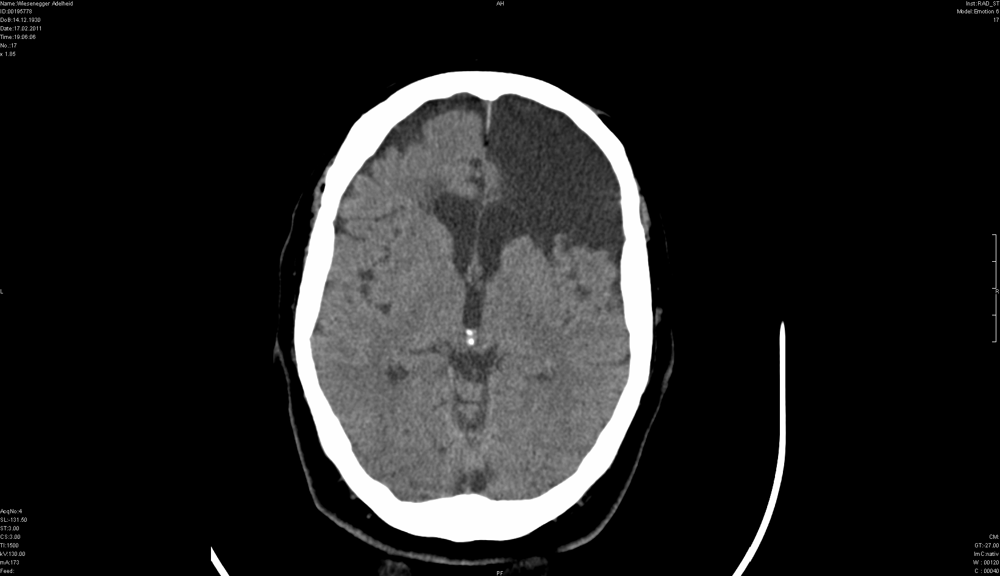 Name:Wiesenegger Adelheid
ID:00195778
DoB:14.12.1930
Date:17.02.2011
Time:19:06:06
No.:17
x 1.85
AH
Inst:RAD_ST
Model:Emotion 6
17
L
R
AcqNo:4
SL:-131.50
ST:3.00
CS:3.00
TI:1500
kV:130.00
mA:173
Feed:
PF
CM:
GT:-27.00
ImC:nativ
W : 00120
C : 00040